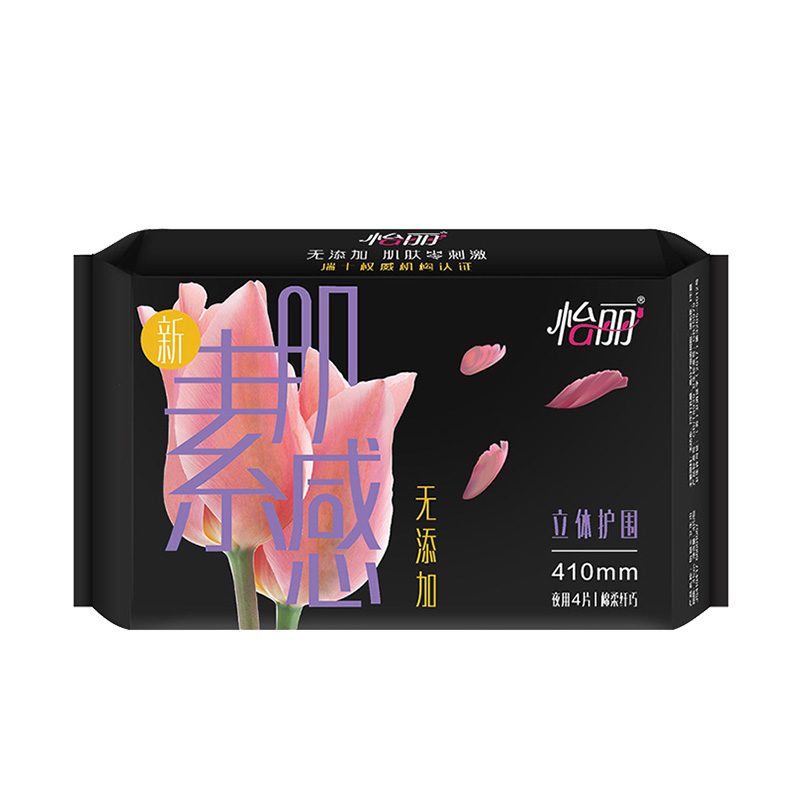 怡丽
无添加 肌肤零刺激
瑞士权威机构认证
新
素肌感
无添加
怡丽®
立体护围
410mm
夜用4片|棉柔纤巧